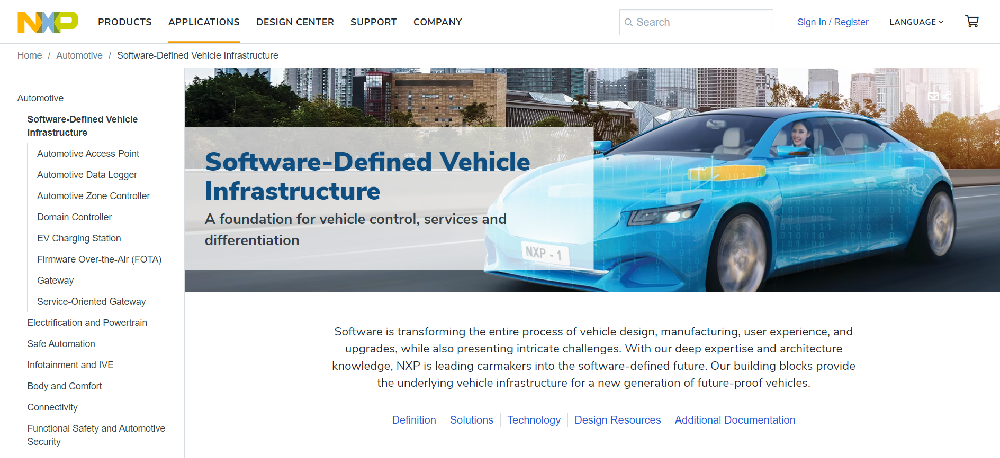 NXP
PRODUCTS
APPLICATIONS
DESIGN CENTER
SUPPORT
COMPANY
Search
Sign In / Register
LANGUAGE
Home / Automotive / Software-Defined Vehicle Infrastructure
Automotive
Software-Defined Vehicle
Infrastructure
Automotive Access Point
Automotive Data Logger
Automotive Zone Controller
Domain Controller
EV Charging Station
Firmware Over-the-Air (FOTA)
Gateway
Service-Oriented Gateway
Electrification and Powertrain
Safe Automation
Infotainment and IVE
Body and Comfort
Connectivity
Functional Safety and Automotive
Security
Software-Defined Vehicle
Infrastructure
A foundation for vehicle control, services and
differentiation
NXP - 1
Software is transforming the entire process of vehicle design, manufacturing, user experience, and
upgrades, while also presenting intricate challenges. With our deep expertise and architecture
knowledge, NXP is leading carmakers into the software-defined future. Our building blocks provide
the underlying vehicle infrastructure for a new generation of future-proof vehicles.
Definition
Solutions
Technology
Design Resources
Additional Documentation